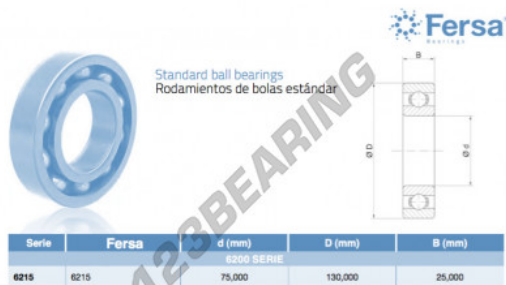 Fersa
Bearings
Standard ball bearings
Rodamientos de bolas estándar
B
Ø D
Ø d
123BEARING
Serie Fersa d (mm) D (mm) B (mm)
6200 SERIE
6215 6215 75,000 130,000 25,000